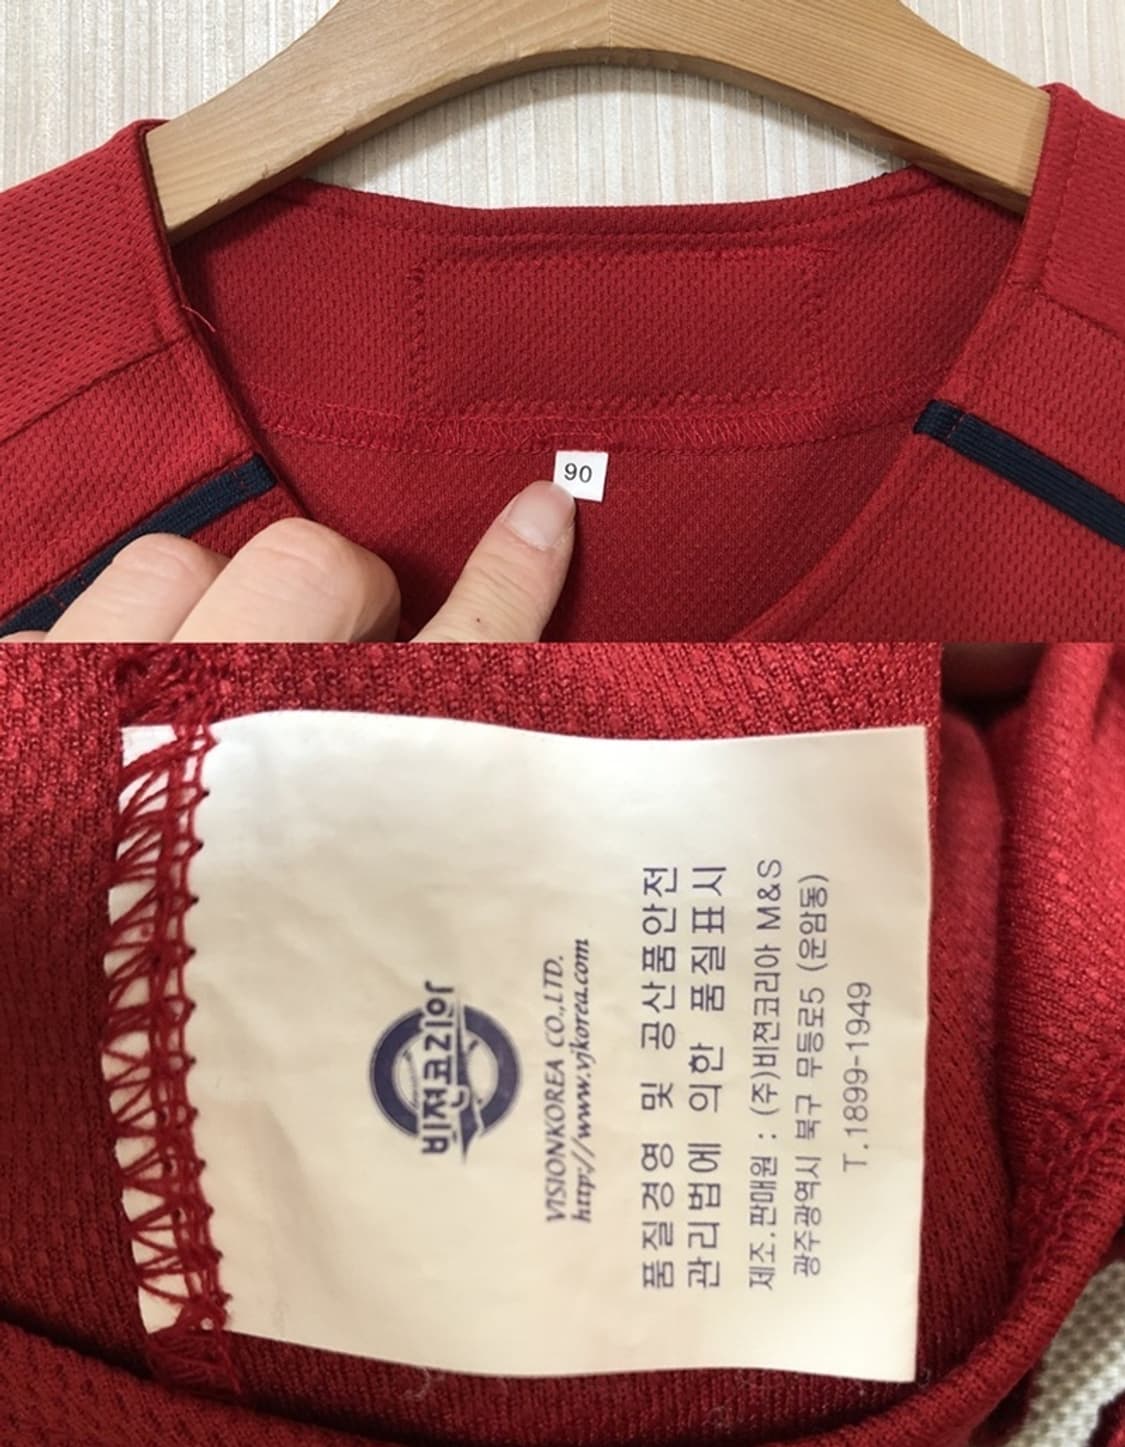 90
비젼코리아
VISIONKOREA CO.,LTD.
http://www.vjkorea.com
품질경영 및 공산품안전
관리법에 의한 품질표시
제조.판매원 : (주)비젼코리아 M&S
광주광역시 북구 무등로5 (운암동)
T.1899-1949